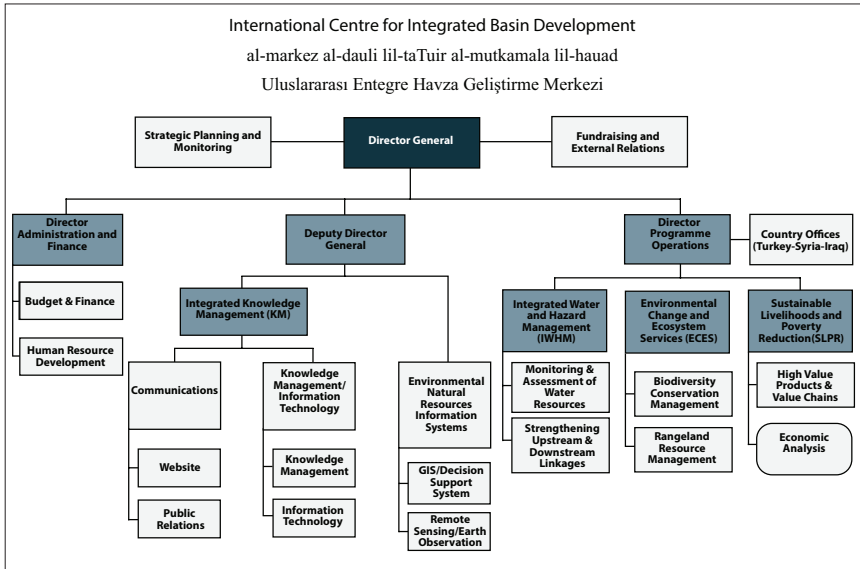 International Centre for Integrated Basin Development
al-markez al-dauli lil-taTuir al-mutkamala lil-hauad
Uluslararası Entegre Havza Geliştirme Merkezi
Strategic Planning and
Monitoring
Director General
Fundraising and
External Relations
Director
Administration and
Finance
Deputy Director
General
Director
Programme
Operations
Country Offices
(Turkey-Syria-Iraq)
Budget & Finance
Human Resource
Development
Integrated Knowledge
Management (KM)
Integrated Water
and Hazard
Management
(IWHM)
Environmental
Change and
Ecosystem
Services (ECES)
Sustainable
Livelihoods and
Poverty
Reduction(SLPR)
Communications
Website
Public
Relations
Knowledge
Management/
Information
Technology
Knowledge
Management
Information
Technology
Environmental
Natural
Resources
Information
Systems
GIS/Decision
Support
System
Remote
Sensing/Earth
Observation
Monitoring &
Assessment of
Water
Resources
Strengthening
Upstream &
Downstream
Linkages
Biodiversity
Conservation
Management
Rangeland
Resource
Management
High Value
Products &
Value Chains
Economic
Analysis